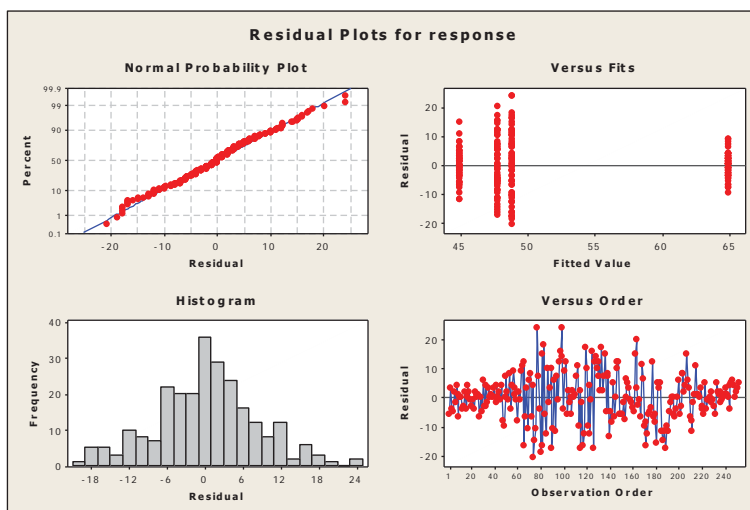 Residual Plots for response
Normal Probability Plot
99.9
99
90
50
10
1
0.1
Percent
-20 -10 0 10 20
Residual
Versus Fits
20
10
0
-10
-20
Residual
45 50 55 60 65
Fitted Value
Histogram
40
30
20
10
0
Frequency
-18 -12 -6 0 6 12 18 24
Residual
Versus Order
20
10
0
-10
-20
Residual
1 20 40 60 80 100 120 140 160 180 200 220 240
Observation Order